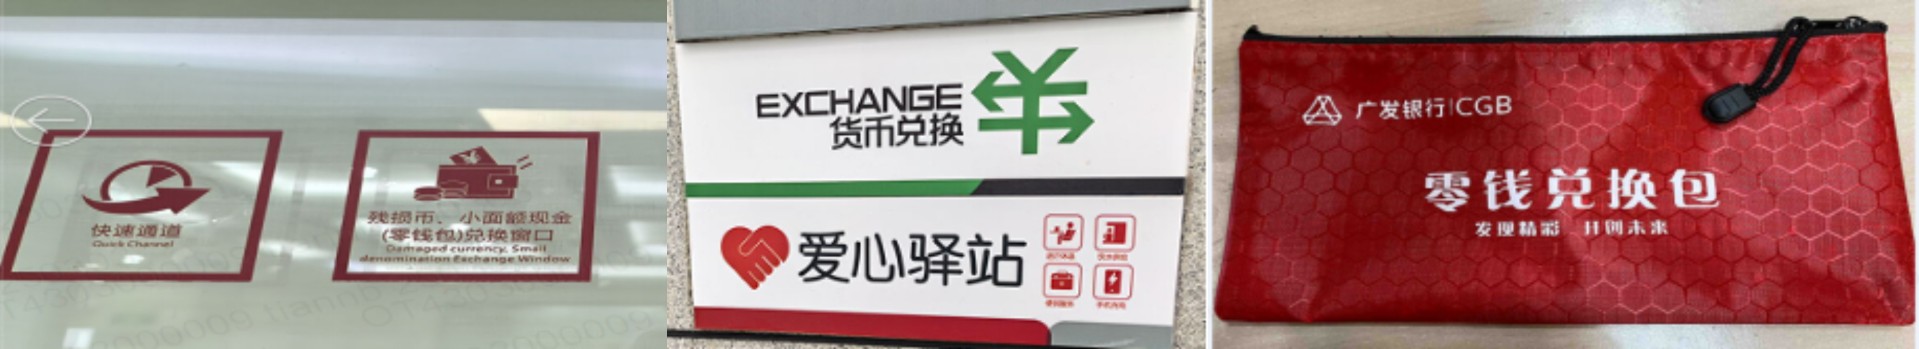 快速通道
Quick Channel
残损币、小面额现金
(零钱包)兑换窗口
Damaged currency, Small
denomination Exchange Window
EXCHANGE
货币兑换
爱心驿站
广发银行|CGB
零钱兑换包
发现精彩 开创未来